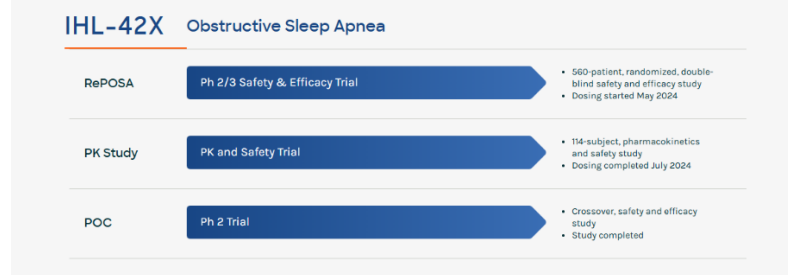 IHL-42X Obstructive Sleep Apnea
RePOSA
Ph 2/3 Safety & Efficacy Trial
• 560-patient, randomized, double-
blind safety and efficacy study
• Dosing started May 2024
PK Study
PK and Safety Trial
• 114-subject, pharmacokinetics
and safety study
• Dosing completed July 2024
POC
Ph 2 Trial
• Crossover, safety and efficacy
study
• Study completed